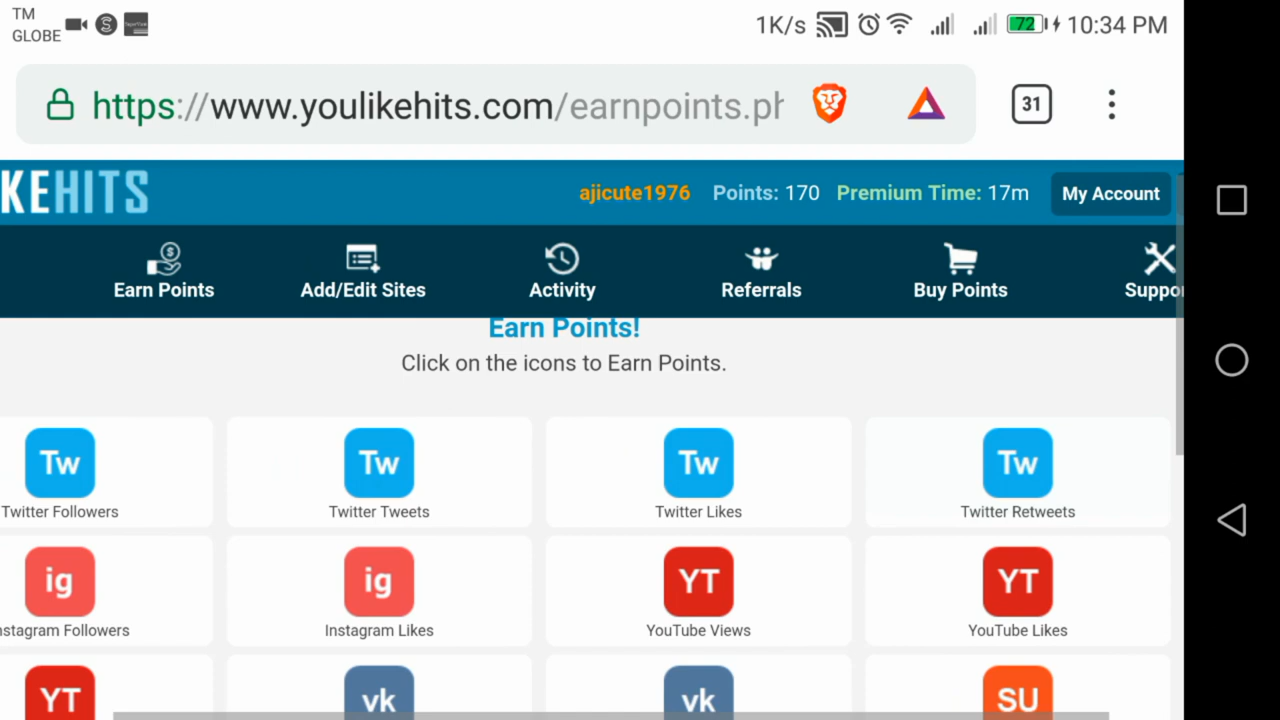 TM
GLOBE
1K/s
72
10:34 PM
https://www.youlikehits.com/earnpoints.ph
31
KEHITS
ajicute1976 Points: 170 Premium Time: 17m My Account
Earn Points Add/Edit Sites Activity Referrals Buy Points Suppo
Earn Points!
Click on the icons to Earn Points.
Tw Tw Tw Tw
Twitter Followers Twitter Tweets Twitter Likes Twitter Retweets
ig ig YT YT
nstagram Followers Instagram Likes YouTube Views YouTube Likes
YT vk vk SU